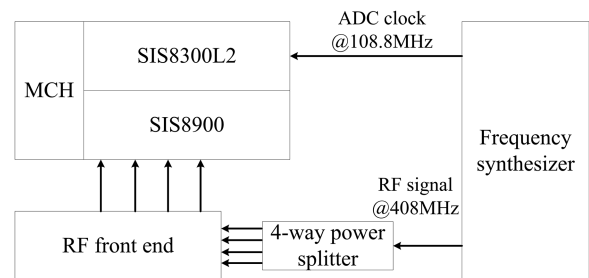 ADC clock
@108.8MHz
SIS8300L2
MCH
SIS8900
Frequency
synthesizer
RF signal
@408MHz
RF front end
4-way power
splitter